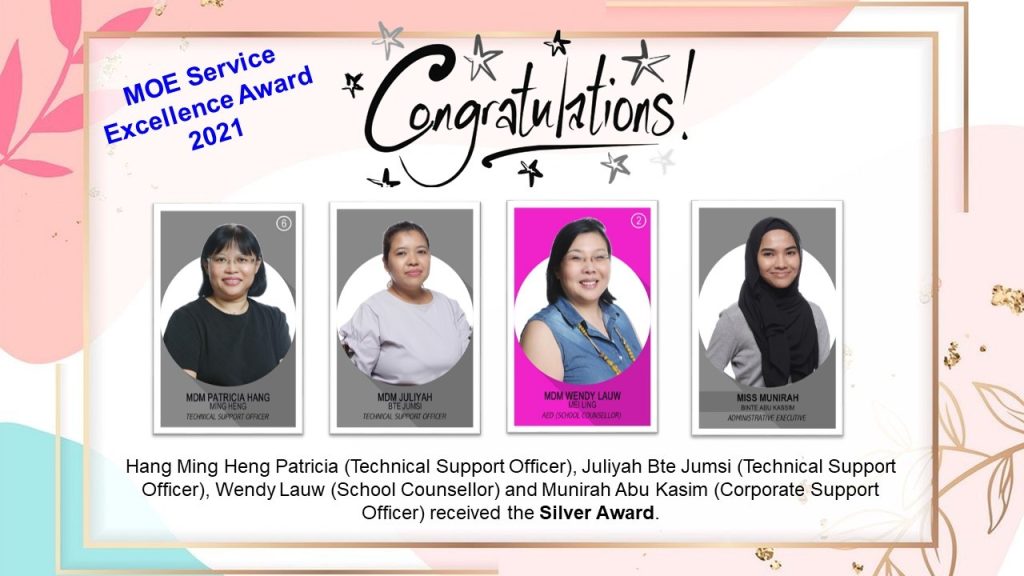 MOE Service
Excellence Award
2021
Congratulations!
6
MDM PATRICIA HANG
MING HENG
TECHNICAL SUPPORT OFFICER
MDM JULIYAH
BTE JUMSI
TECHNICAL SUPPORT OFFICER
2
MDM WENDY LAUW
MEI-LING
AED (SCHOOL COUNSELLOR)
MISS MUNIRAH
BINTE ABU KASSIM
ADMINISTRATIVE EXECUTIVE
Hang Ming Heng Patricia (Technical Support Officer), Juliyah Bte Jumsi (Technical Support
Officer), Wendy Lauw (School Counsellor) and Munirah Abu Kasim (Corporate Support
Officer) received the Silver Award.